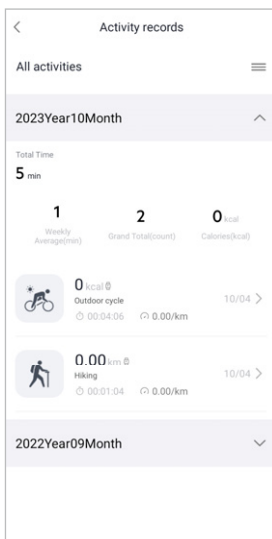 Activity records
All activities
2023Year10Month
Total Time
5 min
1 2 0 kcal
Weekly Average(min) Grand Total(count) Calories(kcal)
0 kcal
Outdoor cycle 10/04
00:04:06 0.00/km
0.00 km
Hiking 10/04
00:01:04 0.00/km
2022Year09Month